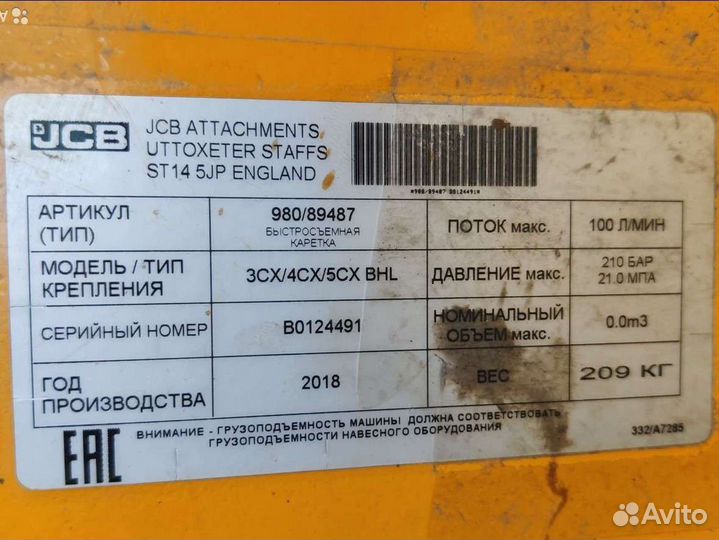 JCB
JCB ATTACHMENTS,
UTTOXETER STAFFS
ST14 5JP ENGLAND
*980/89487 B0124491*
АРТИКУЛ
(ТИП)
980/89487
БЫСТРОСЪЕМНАЯ
КАРЕТКА
ПОТОК макс.
100 Л/МИН
МОДЕЛЬ / ТИП
КРЕПЛЕНИЯ
3CX/4CX/5CX BHL
ДАВЛЕНИЕ макс.
210 БАР
21.0 МПА
СЕРИЙНЫЙ НОМЕР
B0124491
НОМИНАЛЬНЫЙ
ОБЪЕМ макс.
0.0m3
ГОД
ПРОИЗВОДСТВА
2018
ВЕС
209 КГ
EAC
ВНИМАНИЕ - ГРУЗОПОДЪЕМНОСТЬ МАШИНЫ ДОЛЖНА СООТВЕТСТВОВАТЬ
ГРУЗОПОДЪЕМНОСТИ НАВЕСНОГО ОБОРУДОВАНИЯ
332/A7285
Avito